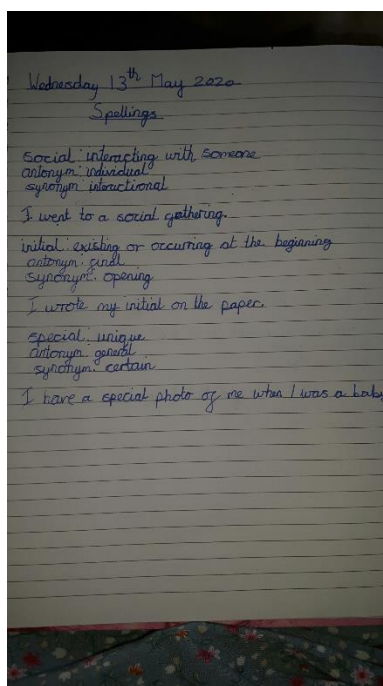 Wednesday 13th May 2020
Spellings
social: interacting with someone
antonym: individual
synonym interactional
I went to a social gathering.
initial: existing or occuring at the beginning
antonym: final
synonym: opening
I wrote my initial on the paper.
special: unique
antonym: general
synonym: certain
I have a special photo of me when I was a baby